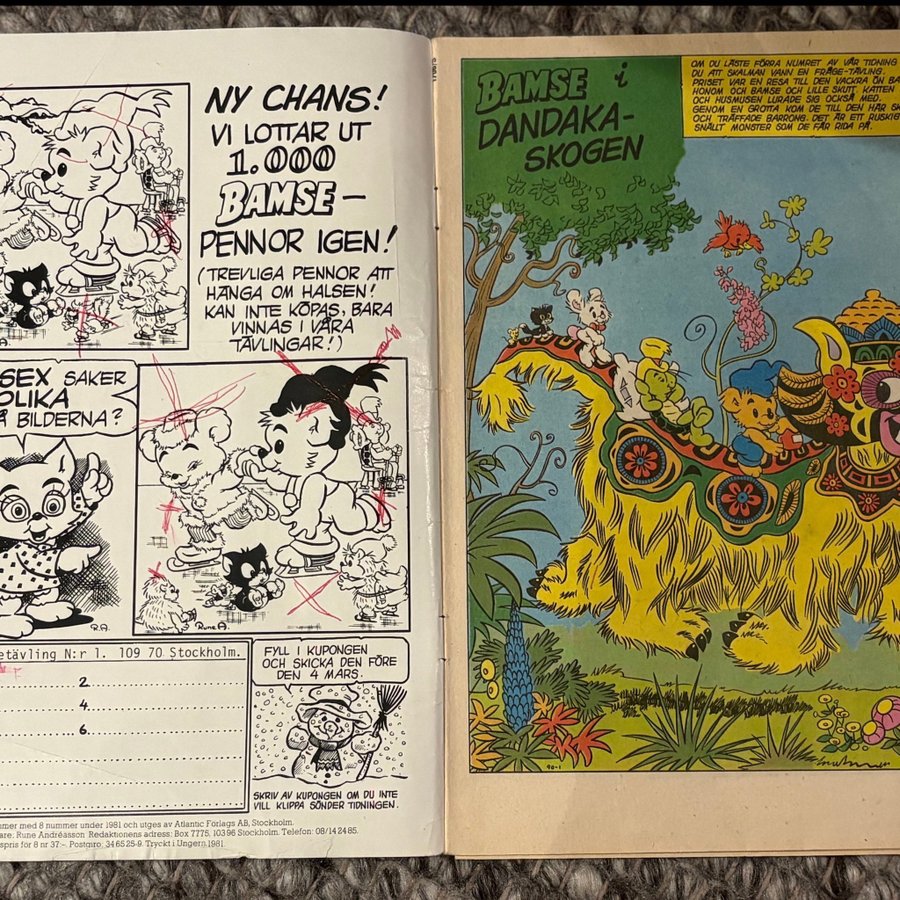 NY CHANS!
VI LOTTAR UT
1.000
BAMSE –
PENNOR IGEN!
(TREVLIGA PENNOR ATT
HÄNGA OM HALSEN!
KAN INTE KÖPAS, BARA
VINNAS I VÅRA
TÄVLINGAR!)
R.A.
SEX SAKER
OLIKA
BILDERNA?
R.A.
Rune A.
etävling N:r 1. 109 70 Stockholm.
2
4
6
FYLL I KUPONGEN
OCH SKICKA DEN FÖRE
DEN 4 MARS.
SKRIV AV KUPONGEN OM DU INTE
VILL KLIPPA SÖNDER TIDNINGEN.
mer med 8 nummer under 1981 och utges av Atlantic Förlags AB, Stockholm.
are: Rune Andréasson Redaktionens adress: Box 7775, 103 96 Stockholm. Telefon: 08/14 24 85.
spris för 8 nr 37:-. Postgiro: 34 65 25-9. Tryckt i Ungern, 1981.
BAMSE i
DANDAKA-
SKOGEN
OM DU LÄSTE FÖRRA NUMRET AV VÅR TIDNING
DU ATT SKALMAN VANN EN FRÅGE-TÄVLING.
PRISET VAR EN RESA TILL DEN VACKRA ÖN BA
HONOM OCH BAMSE OCH LILLE SKUTT. KATTEN
OCH HUSMUSEN LURADE SIG OCKSÅ MED.
GENOM EN GROTTA KOM DE TILL DEN HÄR SK
OCH TRÄFFADE BARRONG. DET ÄR ETT RUSKIG
SNÄLLT MONSTER SOM DE FÅR RIDA PÅ.
90-1